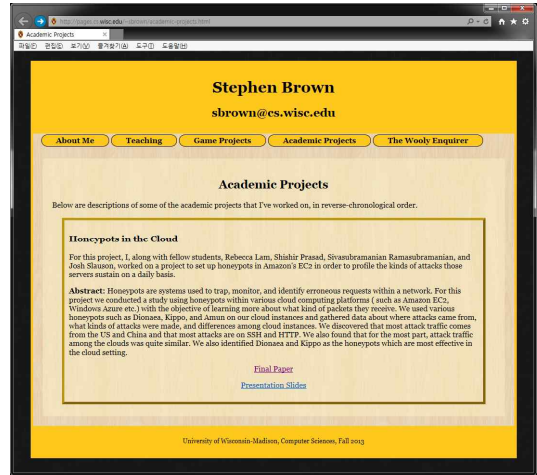 http://pages.cs.wisc.edu/~sbrown/academic-projects.html
Academic Projects
파일(F) 편집(E) 보기(V) 즐겨찾기(A) 도구(T) 도움말(H)
Stephen Brown
sbrown@cs.wisc.edu
About Me Teaching Game Projects Academic Projects The Wooly Enquirer
Academic Projects
Below are descriptions of some of the academic projects that I've worked on, in reverse-chronological order.
Honeypots in the Cloud
For this project, I, along with fellow students, Rebecca Lam, Shishir Prasad, Sivasubramanian Ramasubramanian, and
Josh Slauson, worked on a project to set up honeypots in Amazon's EC2 in order to profile the kinds of attacks those
servers sustain on a daily basis.
Abstract: Honeypots are systems used to trap, monitor, and identify erroneous requests within a network. For this
project we conducted a study using honeypots within various cloud computing platforms ( such as Amazon EC2,
Windows Azure etc.) with the objective of learning more about what kind of packets they receive. We used various
honeypots such as Dionaea, Kippo, and Amun on our cloud instances and gathered data about where attacks came from,
what kinds of attacks were made, and differences among cloud instances. We discovered that most attack traffic comes
from the US and China and that most attacks are on SSH and HTTP. We also found that for the most part, attack traffic
among the clouds was quite similar. We also identified Dionaea and Kippo as the honeypots which are most effective in
the cloud setting.
Final Paper
Presentation Slides
University of Wisconsin-Madison, Computer Sciences, Fall 2013